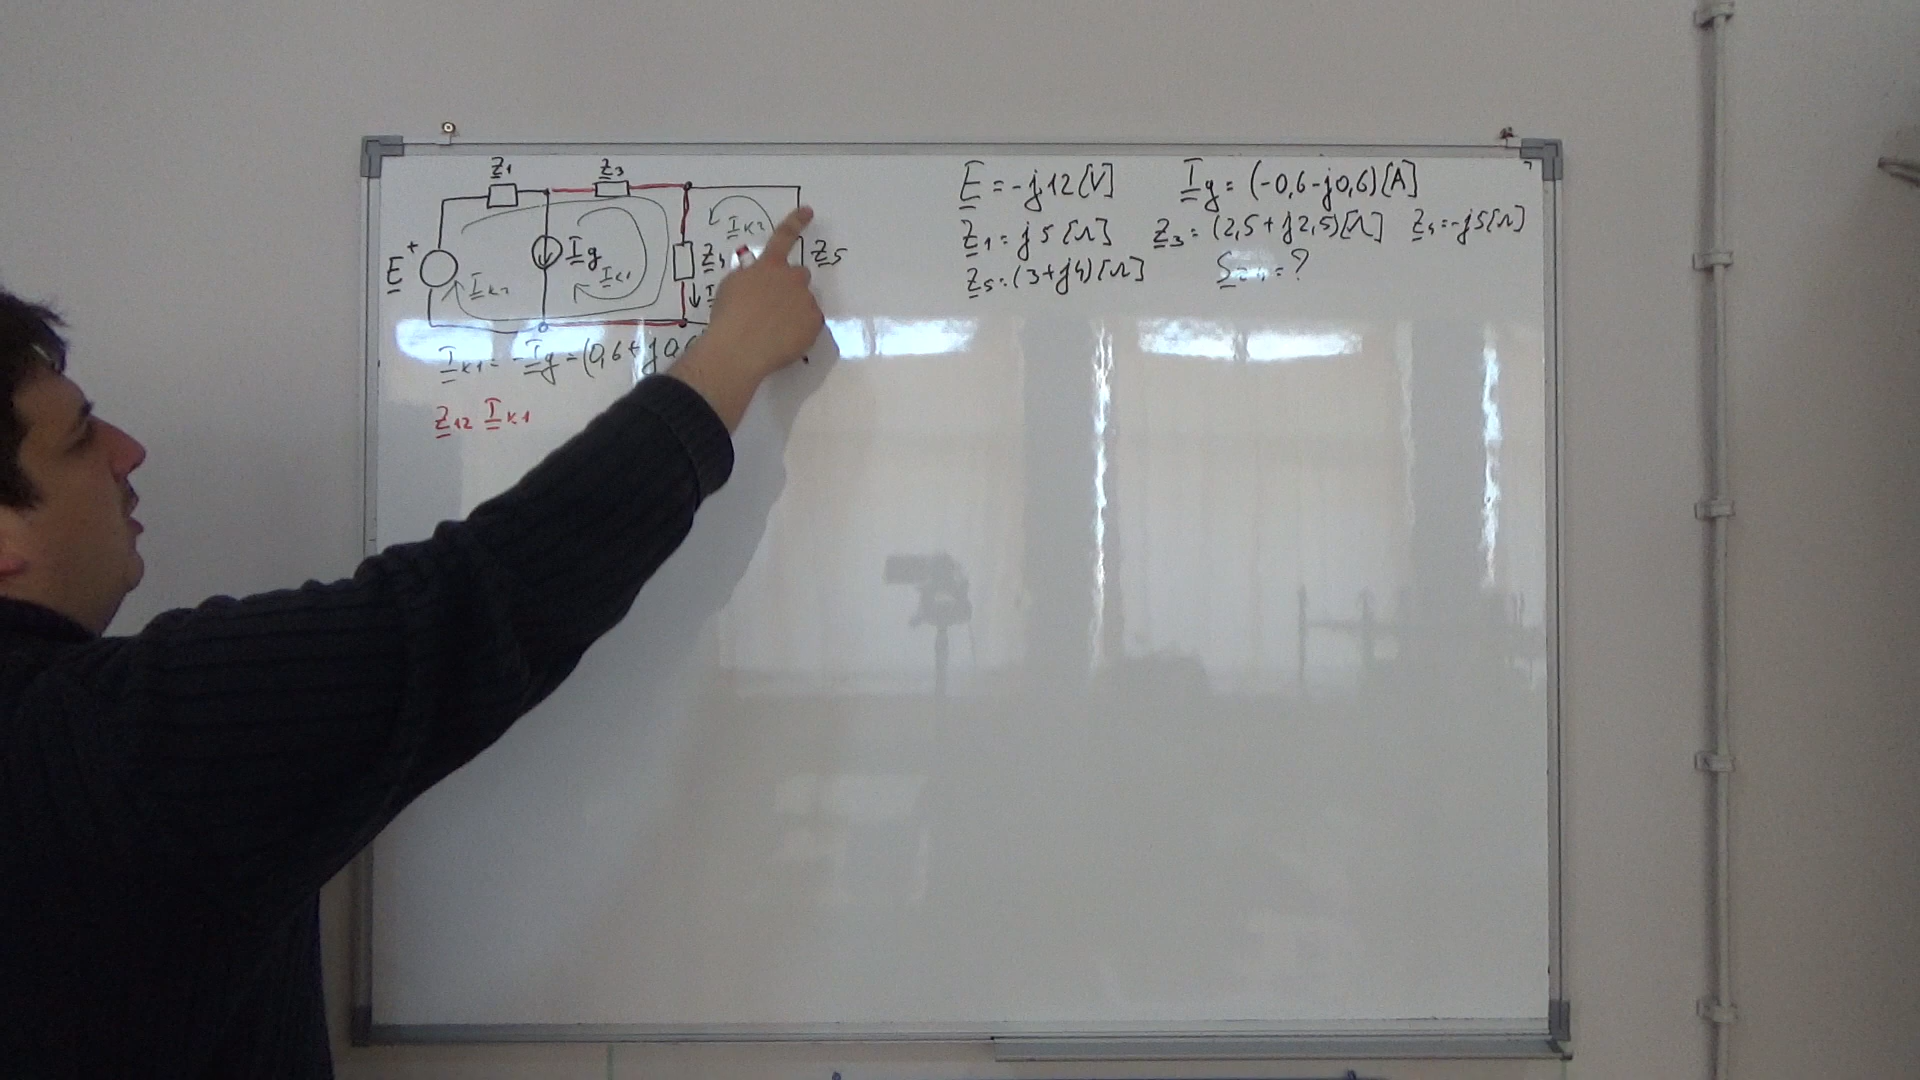 Z1 Z3
E + Ig IK1 IK2 Z4 Z5
E = -j12 [V] Ig = (-0,6 - j0,6) [A]
Z1 = j5 [Ω] Z3 = (2,5 + j2,5) [Ω] Z4 = -j5 [Ω]
Z5 = (3 + j4) [Ω] = ?
IK1 = -Ig = (0,6 + j0,6
Z12 IK1